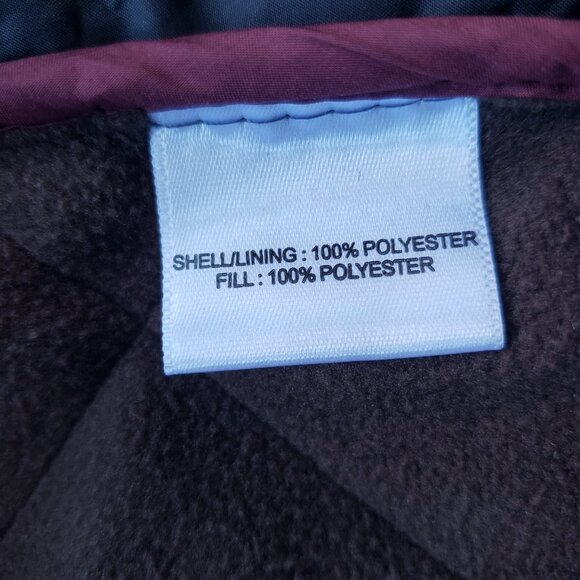 SHELL/LINING : 100% POLYESTER
FILL : 100% POLYESTER